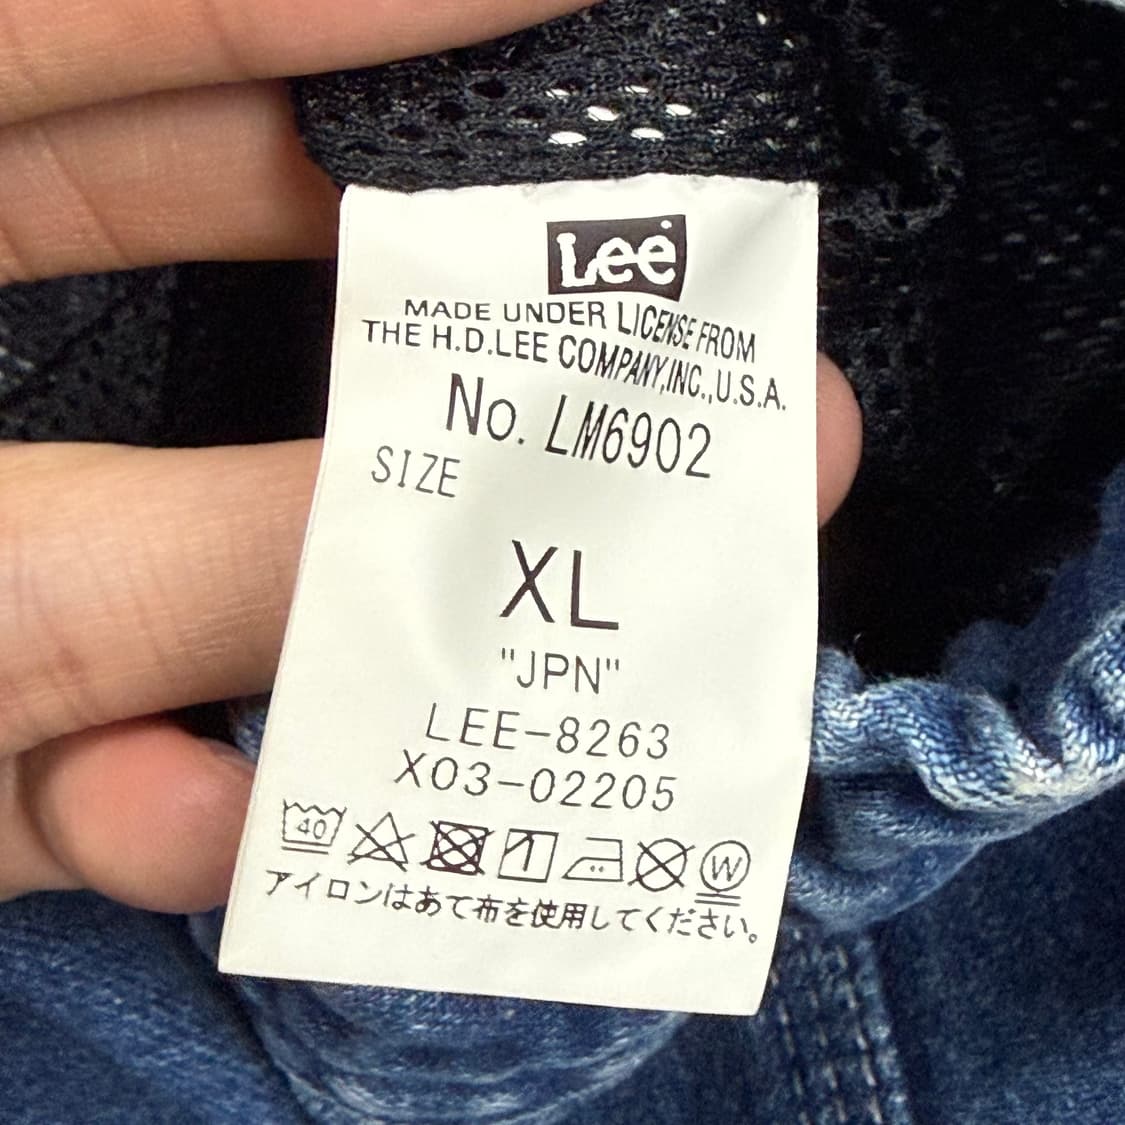 Lee
MADE UNDER LICENSE FROM
THE H.D.LEE COMPANY,INC.,U.S.A.
No. LM6902
SIZE
XL
"JPN"
LEE-8263
X03-02205
40 W
アイロンはあて布を使用してください。